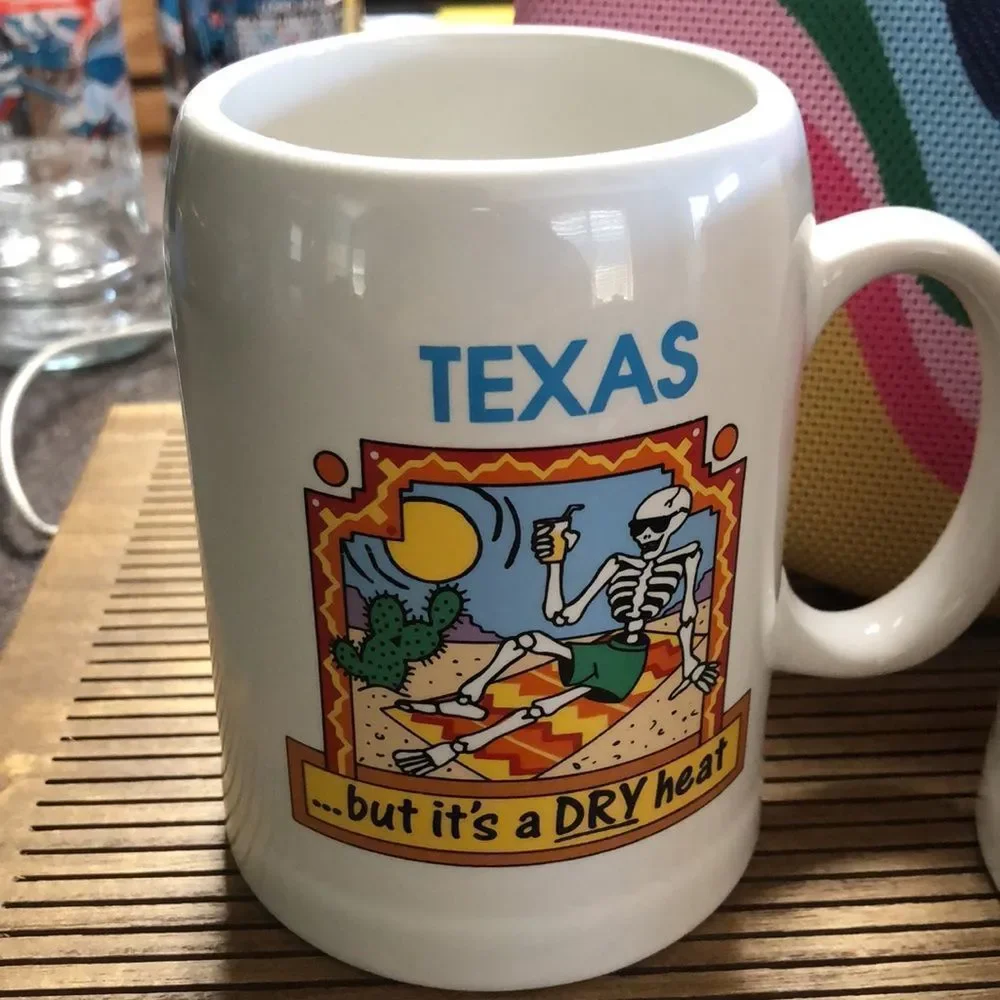 TEXAS
...but it's a DRY heat